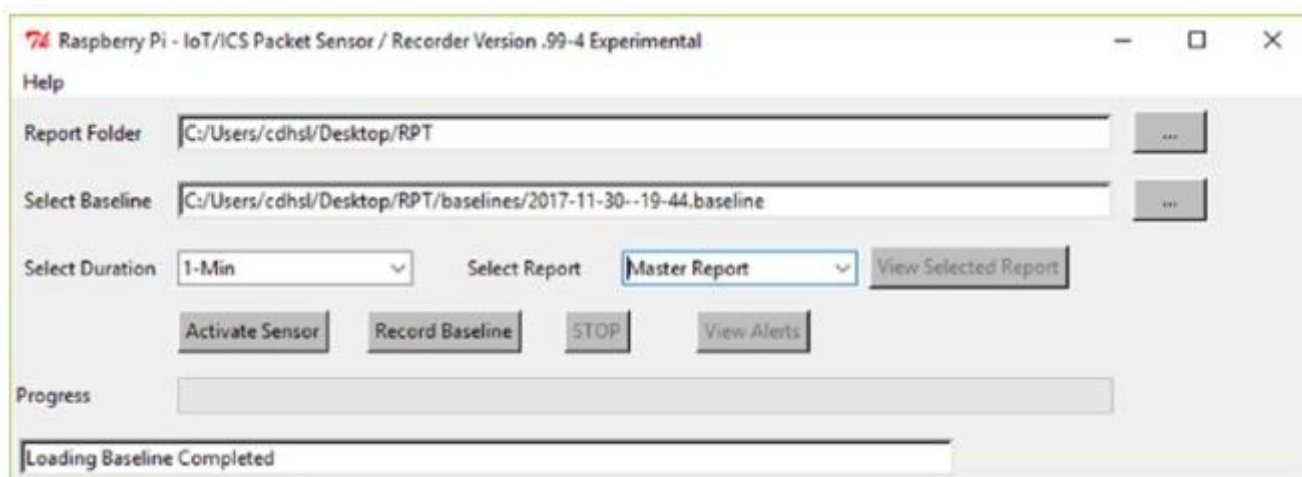 Raspberry Pi - IoT/ICS Packet Sensor / Recorder Version .99-4 Experimental
Help
Report Folder C:/Users/cdhsl/Desktop/RPT ...
Select Baseline C:/Users/cdhsl/Desktop/RPT/baselines/2017-11-30--19-44.baseline ...
Select Duration 1-Min Select Report Master Report View Selected Report
Activate Sensor Record Baseline STOP View Alerts
Progress
Loading Baseline Completed